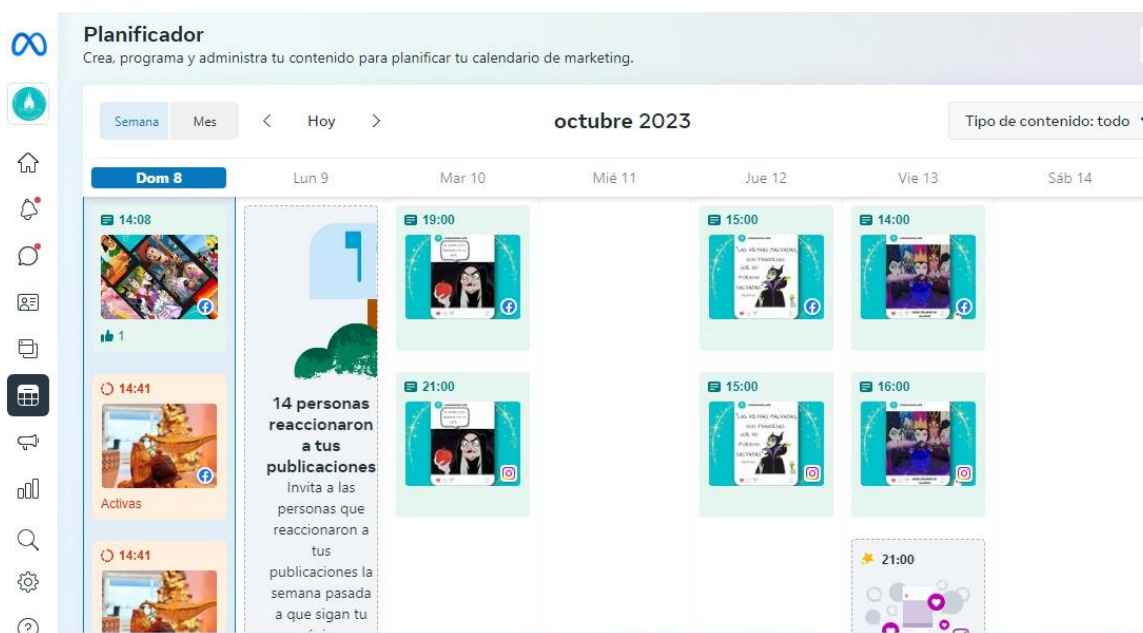 Planificador
Crea, programa y administra tu contenido para planificar tu calendario de marketing.
Semana Mes Hoy octubre 2023 Tipo de contenido: todo
Dom 8 Lun 9 Mar 10 Mié 11 Jue 12 Vie 13 Sáb 14
14:08
1
14:41
Activas
14:41
14 personas
reaccionaron
a tus
publicaciones
Invita a las
personas que
reaccionaron a
tus
publicaciones la
semana pasada
a que sigan tu
19:00
21:00
15:00
15:00
14:00
16:00
21:00